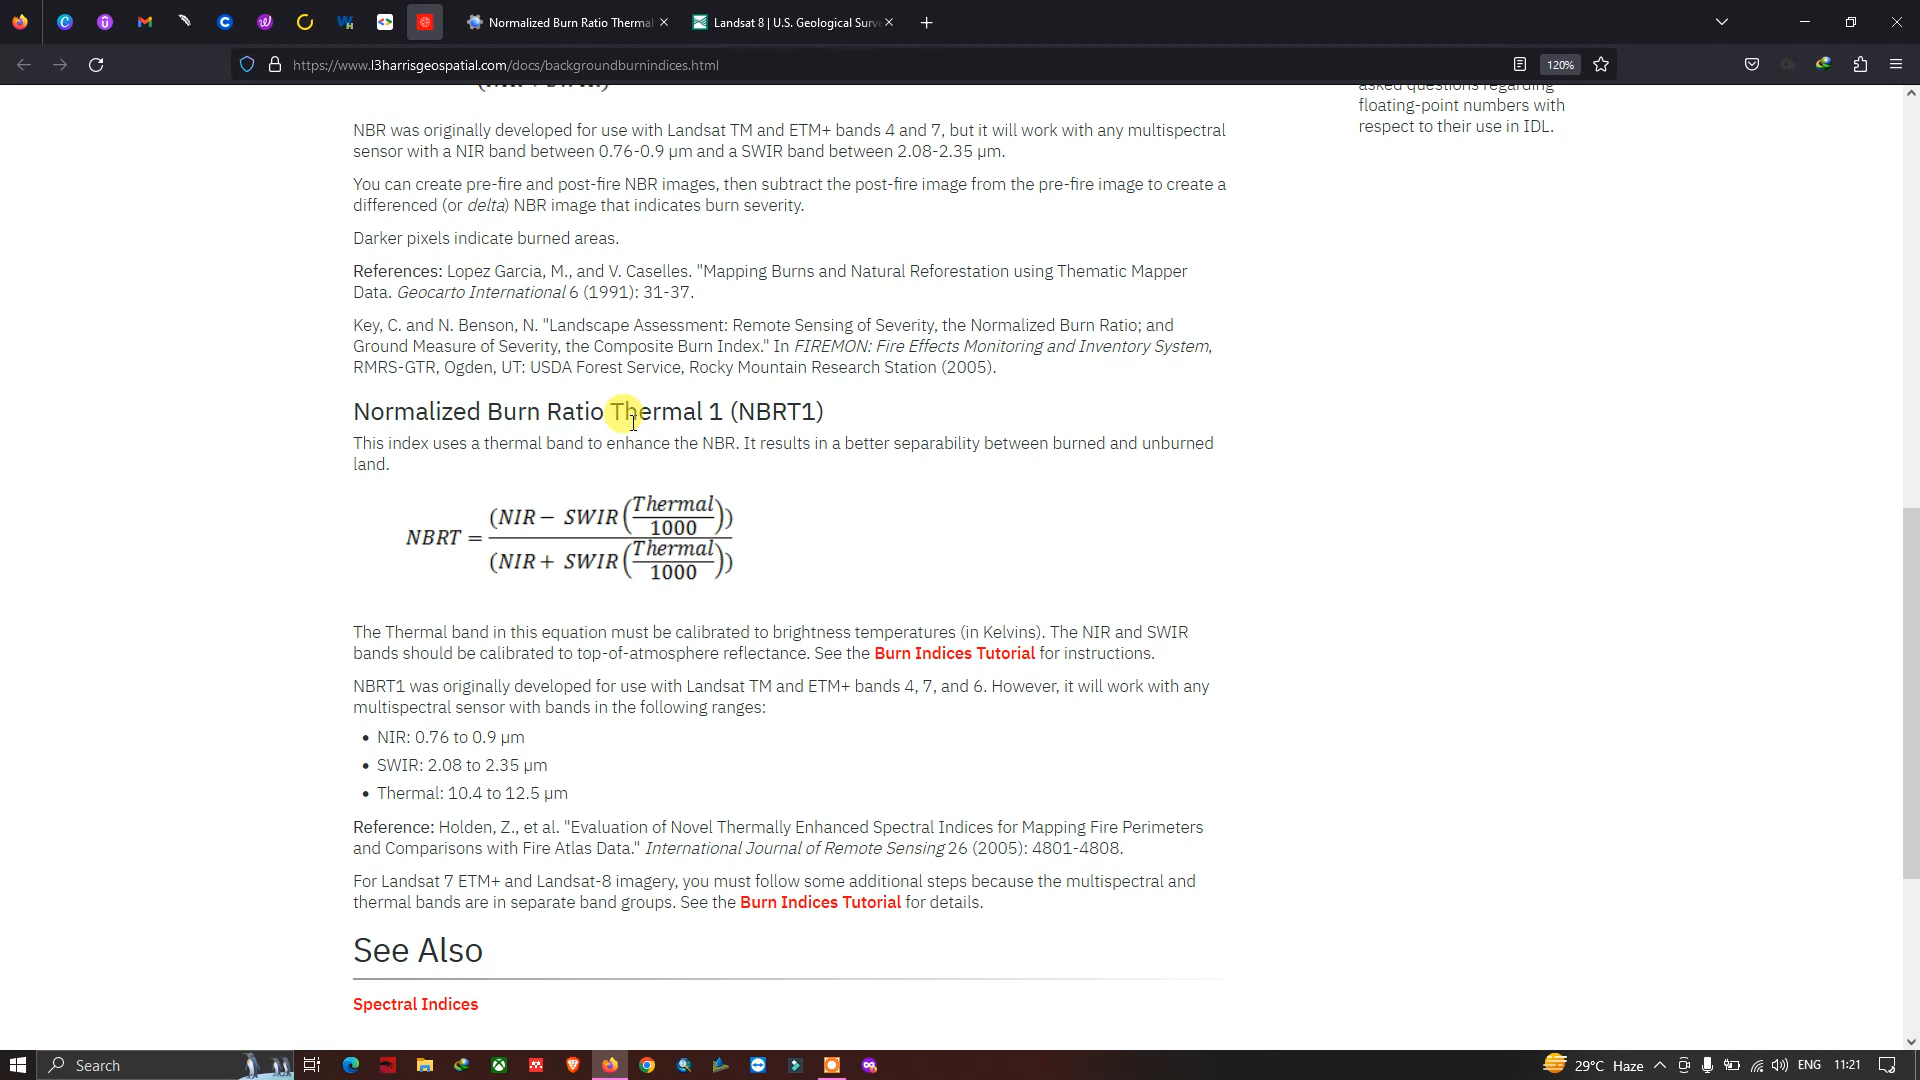 Normalized Burn Ratio Thermal
Landsat 8 | U.S. Geological Surve
https://www.l3harrisgeospatial.com/docs/backgroundburnindices.html
120%
asked questions regarding
floating-point numbers with
respect to their use in IDL.
NBR was originally developed for use with Landsat TM and ETM+ bands 4 and 7, but it will work with any multispectral
sensor with a NIR band between 0.76-0.9 µm and a SWIR band between 2.08-2.35 µm.
You can create pre-fire and post-fire NBR images, then subtract the post-fire image from the pre-fire image to create a
differenced (or delta) NBR image that indicates burn severity.
Darker pixels indicate burned areas.
References: Lopez Garcia, M., and V. Caselles. "Mapping Burns and Natural Reforestation using Thematic Mapper
Data. Geocarto International 6 (1991): 31-37.
Key, C. and N. Benson, N. "Landscape Assessment: Remote Sensing of Severity, the Normalized Burn Ratio; and
Ground Measure of Severity, the Composite Burn Index." In FIREMON: Fire Effects Monitoring and Inventory System,
RMRS-GTR, Ogden, UT: USDA Forest Service, Rocky Mountain Research Station (2005).
Normalized Burn Ratio Thermal 1 (NBRT1)
This index uses a thermal band to enhance the NBR. It results in a better separability between burned and unburned
land.
NBRT = (NIR − SWIR (Thermal/1000)) / (NIR + SWIR (Thermal/1000))
The Thermal band in this equation must be calibrated to brightness temperatures (in Kelvins). The NIR and SWIR
bands should be calibrated to top-of-atmosphere reflectance. See the Burn Indices Tutorial for instructions.
NBRT1 was originally developed for use with Landsat TM and ETM+ bands 4, 7, and 6. However, it will work with any
multispectral sensor with bands in the following ranges:
• NIR: 0.76 to 0.9 µm
• SWIR: 2.08 to 2.35 µm
• Thermal: 10.4 to 12.5 µm
Reference: Holden, Z., et al. "Evaluation of Novel Thermally Enhanced Spectral Indices for Mapping Fire Perimeters
and Comparisons with Fire Atlas Data." International Journal of Remote Sensing 26 (2005): 4801-4808.
For Landsat 7 ETM+ and Landsat-8 imagery, you must follow some additional steps because the multispectral and
thermal bands are in separate band groups. See the Burn Indices Tutorial for details.
See Also
Spectral Indices
Search
29°C Haze
ENG
11:21